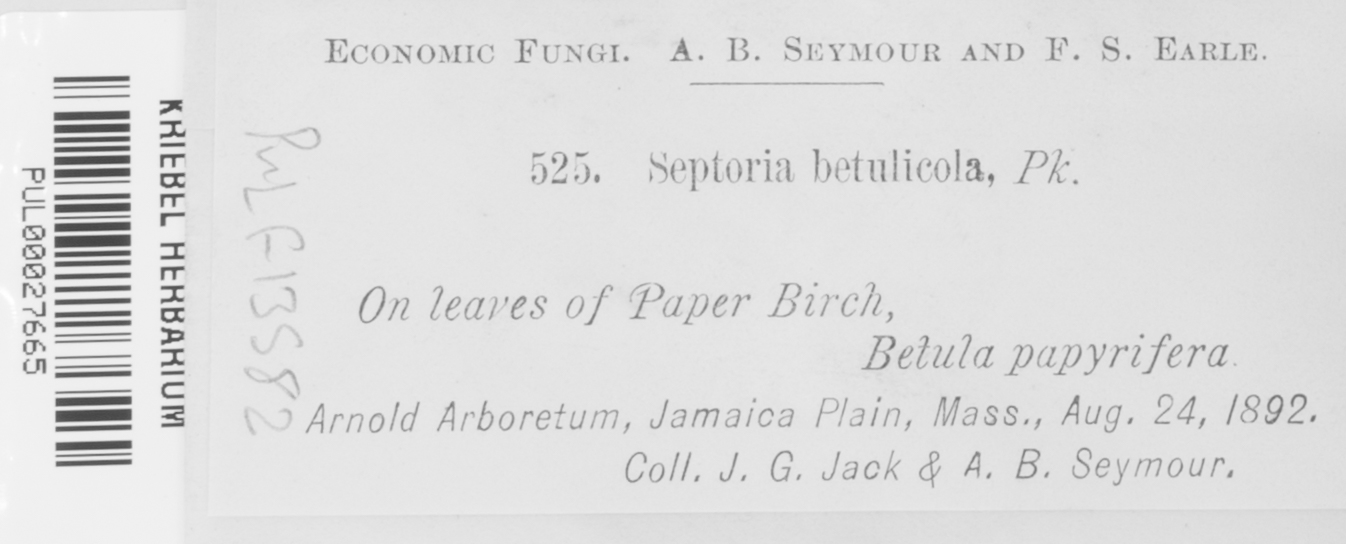 ECONOMIC FUNGI. A. B. SEYMOUR AND F. S. EARLE.
525. Septoria betulicola, Pk.
On leaves of Paper Birch,
Betula papyrifera.
Arnold Arboretum, Jamaica Plain, Mass., Aug. 24, 1892.
Coll. J. G. Jack & A. B. Seymour.
PUL F13582
KRIEBEL HERBARIUM
PUL00027665